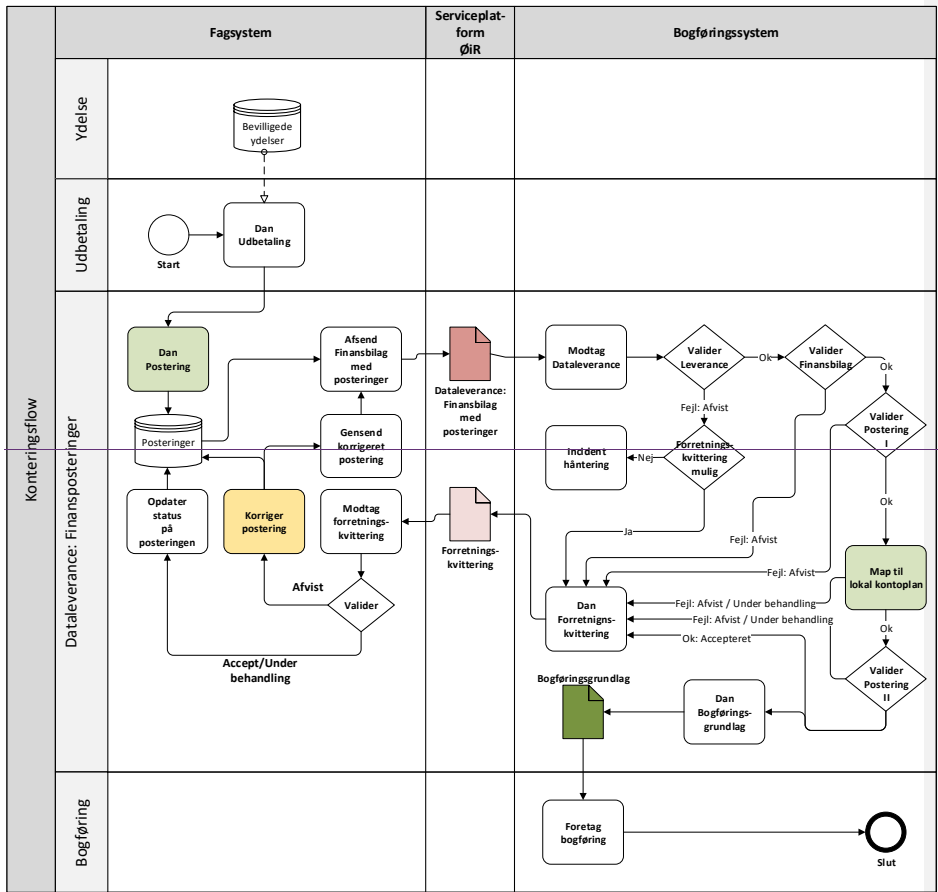 Fagsystem
Serviceplat-
form
ØiR
Bogføringssystem
Konteringsflow
Ydelse
Bevilligede
ydelser
Udbetaling
Start
Dan
Udbetaling
Dataleverance: Finansposteringer
Dan
Postering
Posteringer
Afsend
Finansbilag
med
posteringer
Gensend
korrigeret
postering
Opdater
status
på
posteringen
Korriger
postering
Modtag
forretnings-
kvittering
Valider
Afvist
Accept/Under
behandling
Dataleverance:
Finansbilag
med
posteringer
Forretnings-
kvittering
Modtag
Dataleverance
Valider
Leverance
Ok
Valider
Finansbilag
Ok
Fejl: Afvist
Forretnings-
kvittering
mulig
Nej
Incident
håntering
Valider
Postering
I
Ok
Ja
Fejl: Afvist
Fejl: Afvist
Map til
lokal kontoplan
Dan
Forretnigns-
kvittering
Fejl: Afvist / Under behandling
Fejl: Afvist / Under behandling
Ok: Accepteret
Ok
Valider
Postering
II
Bogføringsgrundlag
Dan
Bogførings-
grundlag
Bogføring
Foretag
bogføring
Slut